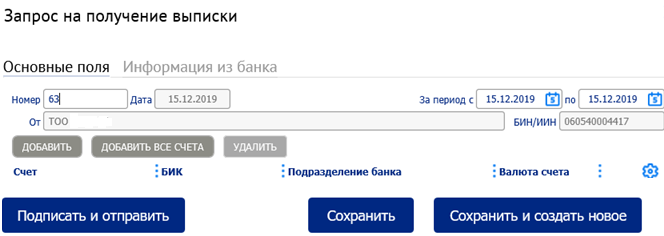 Запрос на получение выписки
Основные поля Информация из банка
Номер 63 Дата 15.12.2019 За период с 15.12.2019 по 15.12.2019
От ТОО БИН/ИИН 060540004417
ДОБАВИТЬ ДОБАВИТЬ ВСЕ СЧЕТА УДАЛИТЬ
Счет БИК Подразделение банка Валюта счета
Подписать и отправить Сохранить Сохранить и создать новое